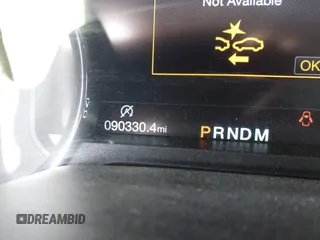 Not Available
OK
090330.4mi
PRNDM
DREAMBID